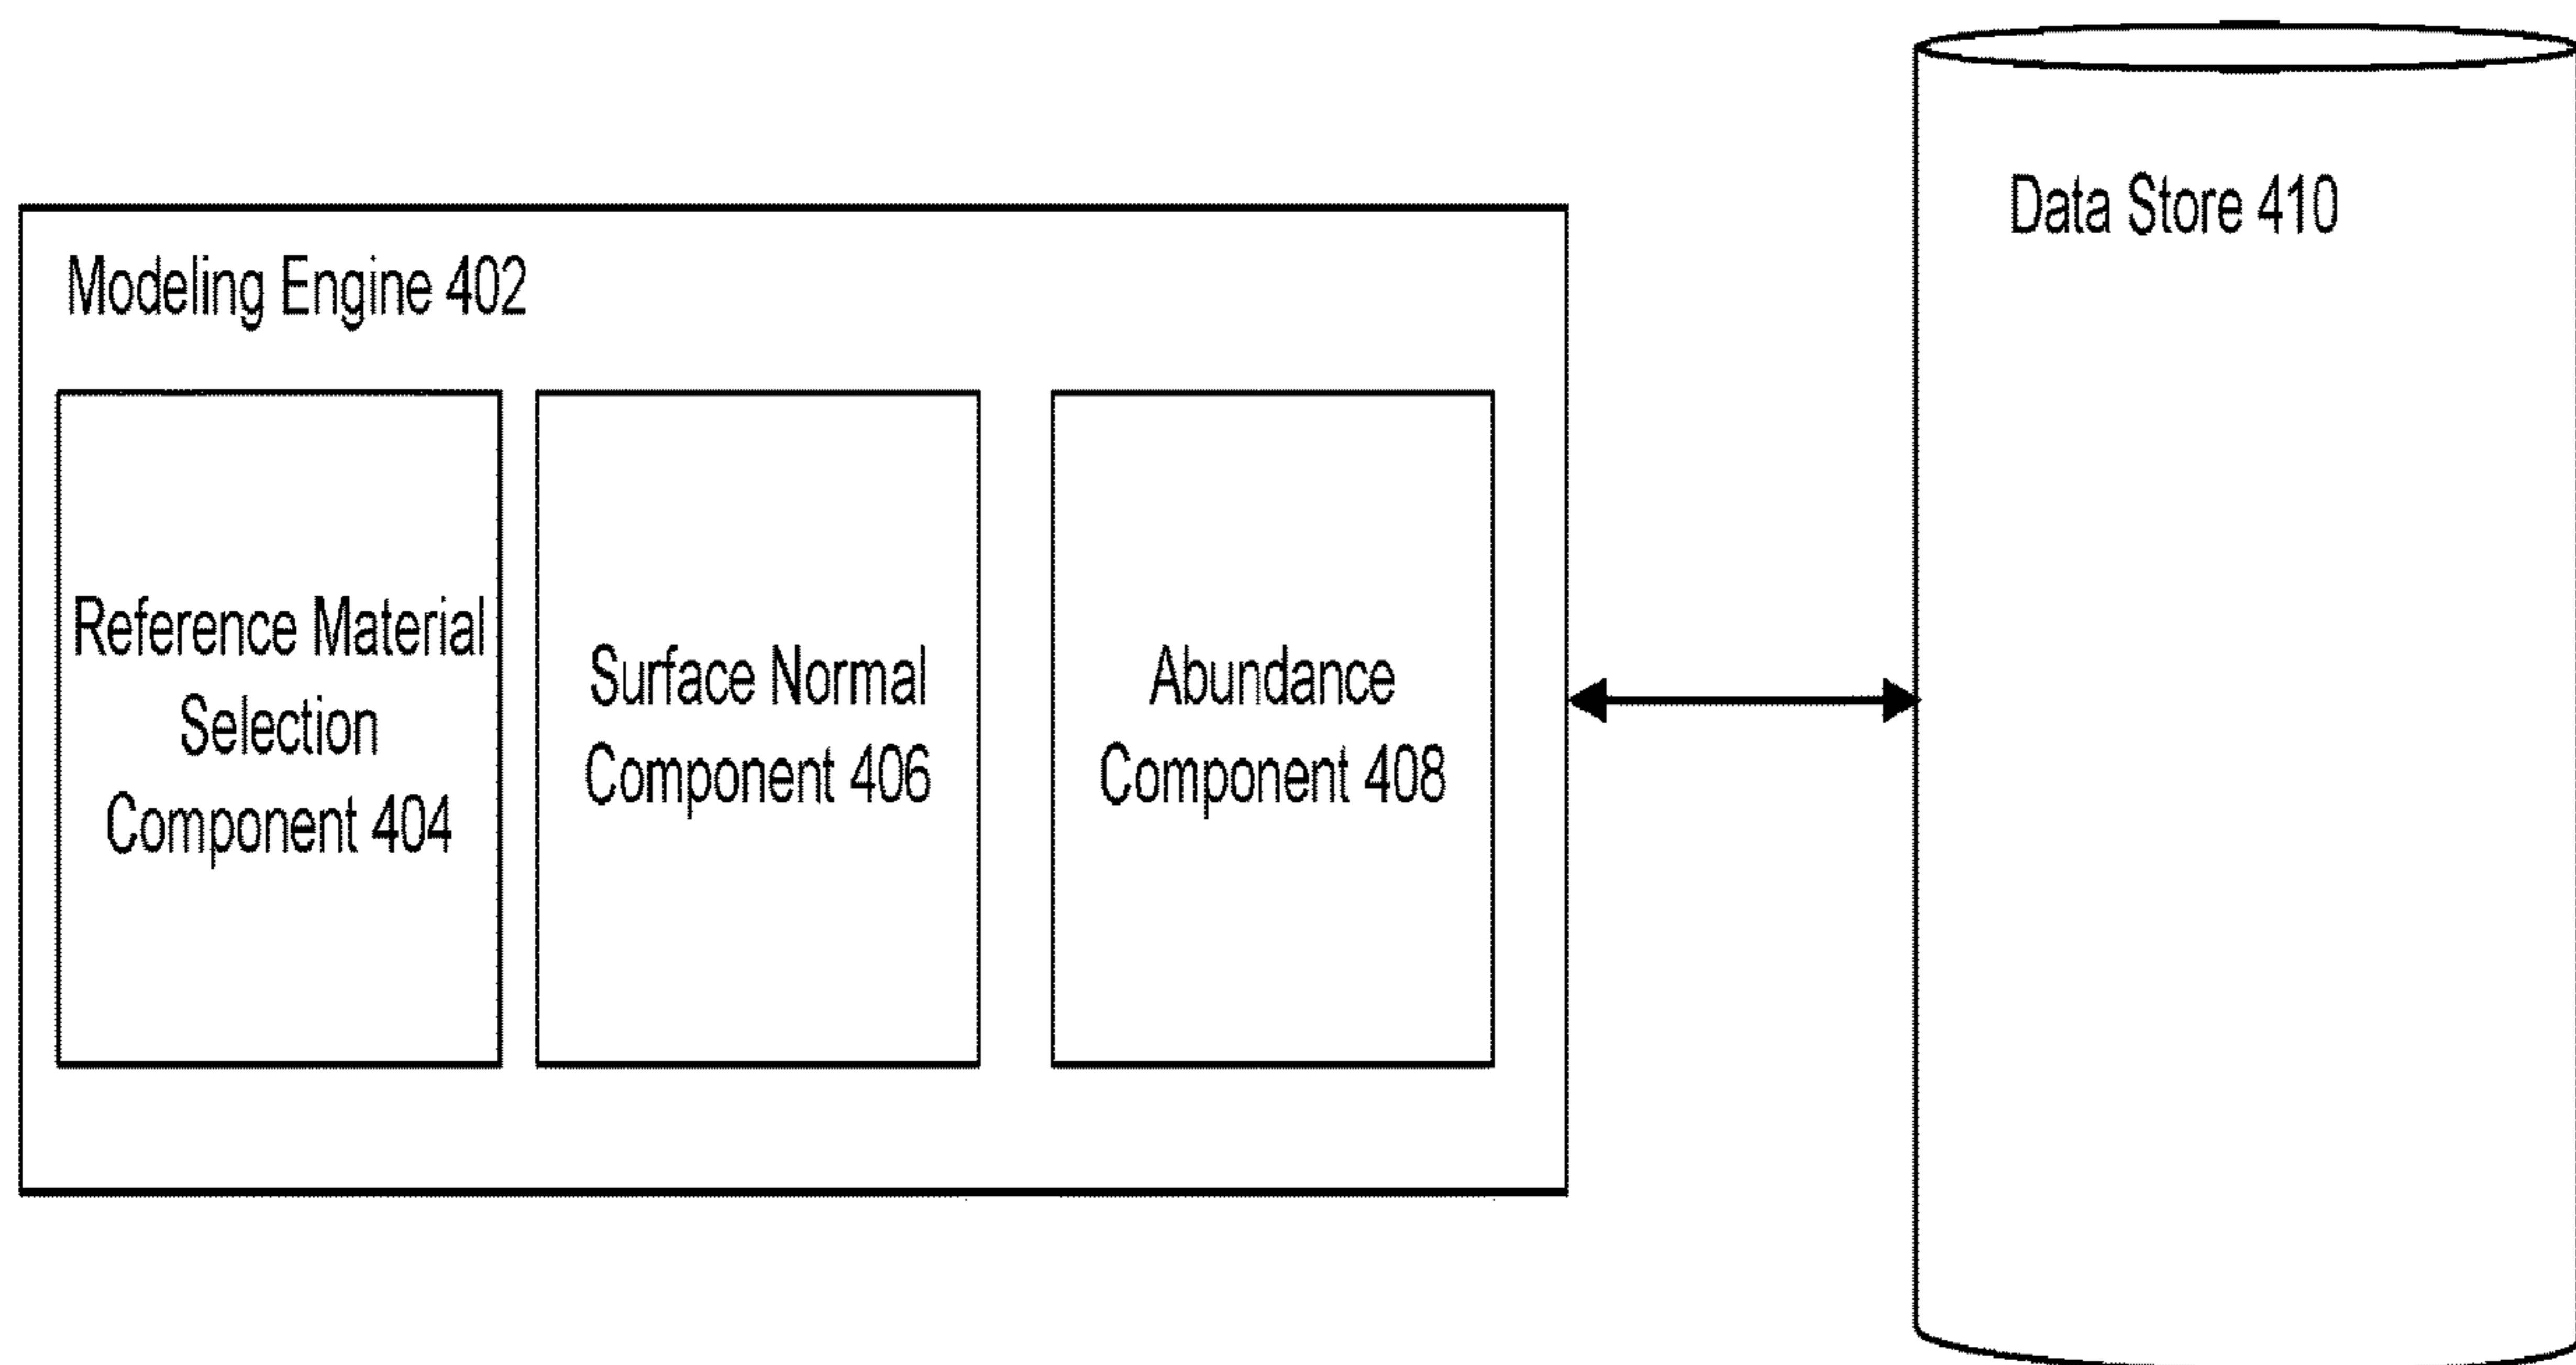 Data Store 410
Modeling Engine 402
Reference Material
Selection
Component 404
Surface Normal
Component 406
Abundance
Component 408